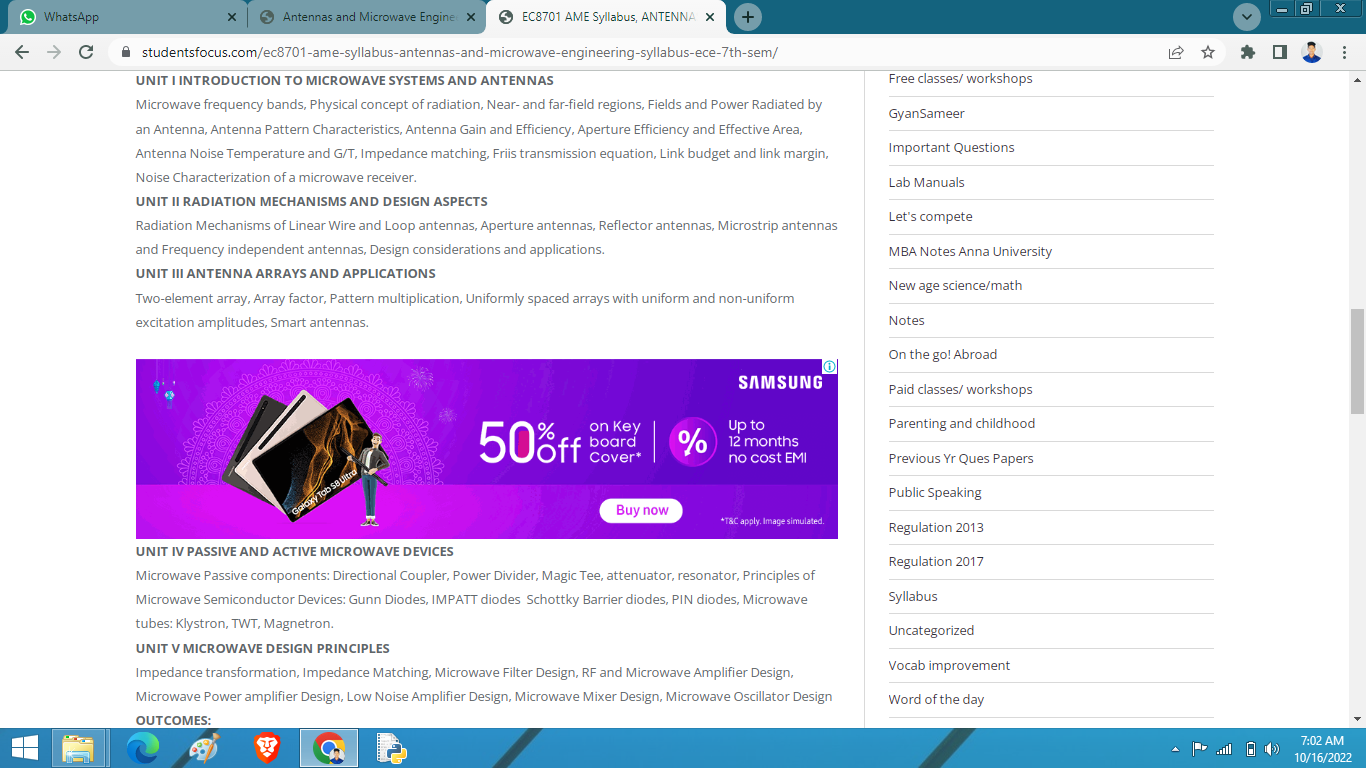 WhatsApp
Antennas and Microwave Engine
EC8701 AME Syllabus, ANTENNA
studentsfocus.com/ec8701-ame-syllabus-antennas-and-microwave-engineering-syllabus-ece-7th-sem/
UNIT I INTRODUCTION TO MICROWAVE SYSTEMS AND ANTENNAS
Microwave frequency bands, Physical concept of radiation, Near- and far-field regions, Fields and Power Radiated by
an Antenna, Antenna Pattern Characteristics, Antenna Gain and Efficiency, Aperture Efficiency and Effective Area,
Antenna Noise Temperature and G/T, Impedance matching, Friis transmission equation, Link budget and link margin,
Noise Characterization of a microwave receiver.
UNIT II RADIATION MECHANISMS AND DESIGN ASPECTS
Radiation Mechanisms of Linear Wire and Loop antennas, Aperture antennas, Reflector antennas, Microstrip antennas
and Frequency independent antennas, Design considerations and applications.
UNIT III ANTENNA ARRAYS AND APPLICATIONS
Two-element array, Array factor, Pattern multiplication, Uniformly spaced arrays with uniform and non-uniform
excitation amplitudes, Smart antennas.
SAMSUNG
50% off
on Key
board
Cover*
%
Up to
12 months
no cost EMI
Galaxy Tab S8 Ultra
Buy now
*T&C apply. Image simulated.
UNIT IV PASSIVE AND ACTIVE MICROWAVE DEVICES
Microwave Passive components: Directional Coupler, Power Divider, Magic Tee, attenuator, resonator, Principles of
Microwave Semiconductor Devices: Gunn Diodes, IMPATT diodes  Schottky Barrier diodes, PIN diodes, Microwave
tubes: Klystron, TWT, Magnetron.
UNIT V MICROWAVE DESIGN PRINCIPLES
Impedance transformation, Impedance Matching, Microwave Filter Design, RF and Microwave Amplifier Design,
Microwave Power amplifier Design, Low Noise Amplifier Design, Microwave Mixer Design, Microwave Oscillator Design
OUTCOMES:
Free classes/ workshops
GyanSameer
Important Questions
Lab Manuals
Let's compete
MBA Notes Anna University
New age science/math
Notes
On the go! Abroad
Paid classes/ workshops
Parenting and childhood
Previous Yr Ques Papers
Public Speaking
Regulation 2013
Regulation 2017
Syllabus
Uncategorized
Vocab improvement
Word of the day
7:02 AM
10/16/2022